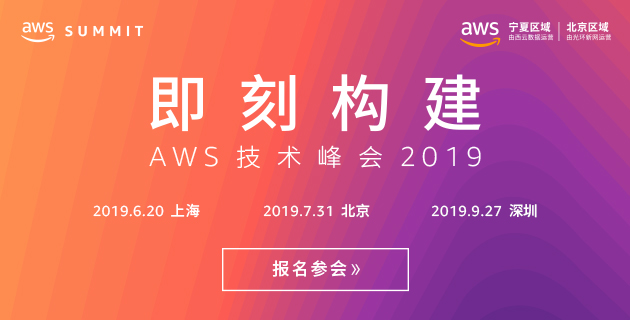 aws SUMMIT
aws 宁夏区域 北京区域
由西云数据运营 由光环新网运营
即刻构建
AWS 技术峰会 2019
2019.6.20 上海 2019.7.31 北京 2019.9.27 深圳
报名参会 »